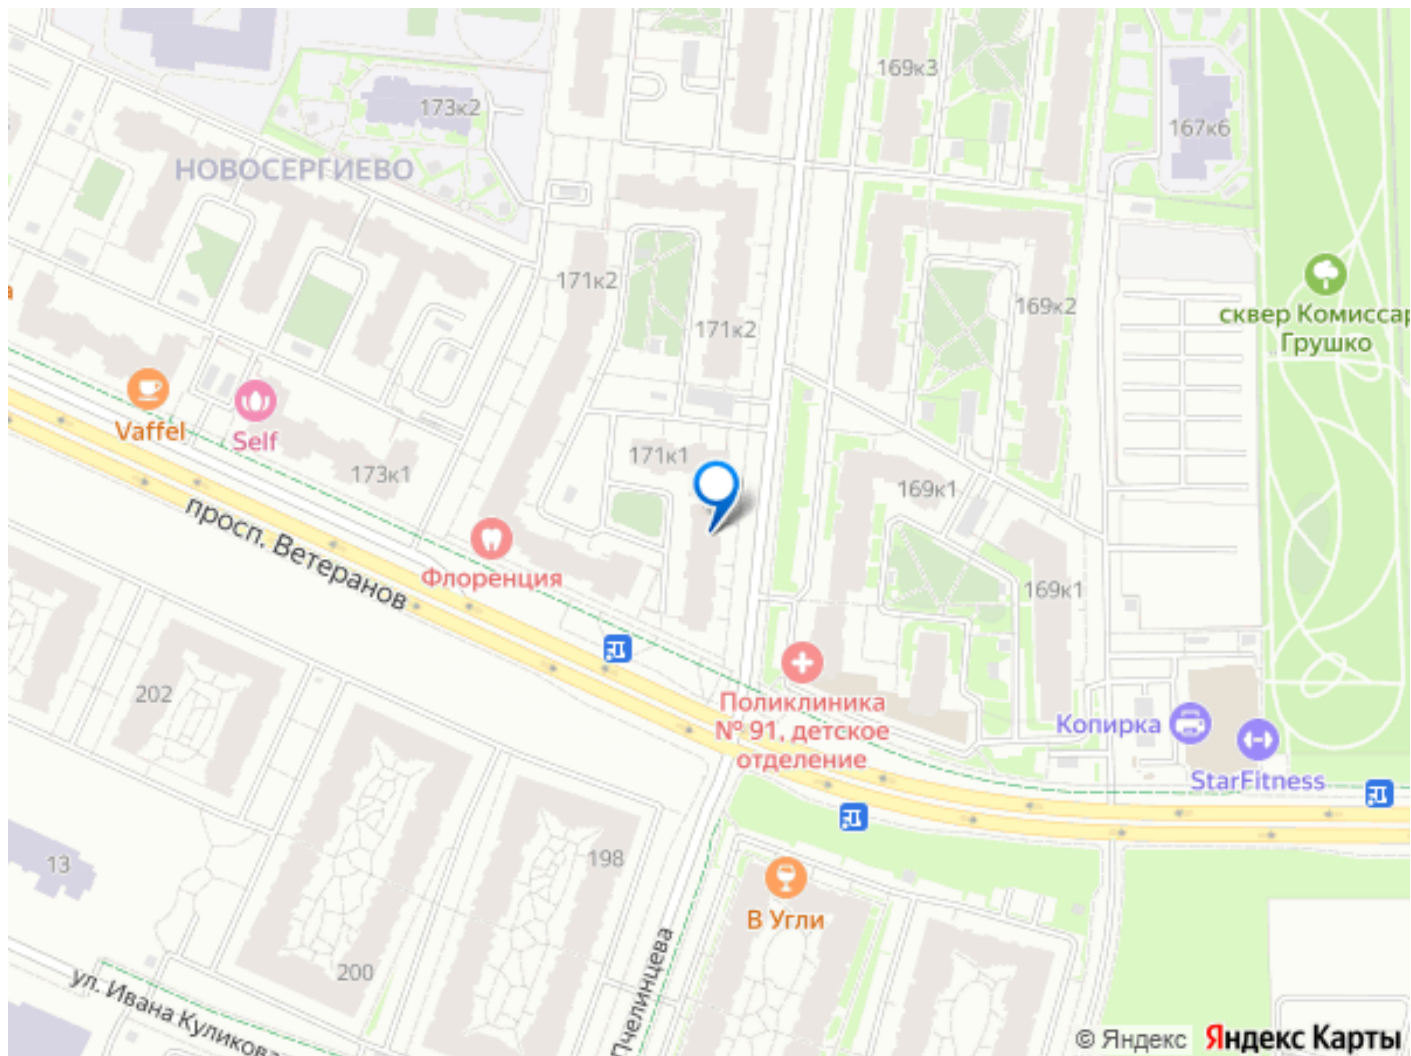 169к3
173к2
167к6
НОВОСЕРГИЕВО
171к2
169к2
171к2
сквер Комиссар
Грушко
Vaffel
Self
171к1
173к1
169к1
просп. Ветеранов
Флоренция
169к1
202
Поликлиника
№ 91, детское
отделение
Копирка
StarFitness
13
198
В Угли
200
Пчелинцева
ул. Ивана Куликова
© Яндекс Яндекс Карты